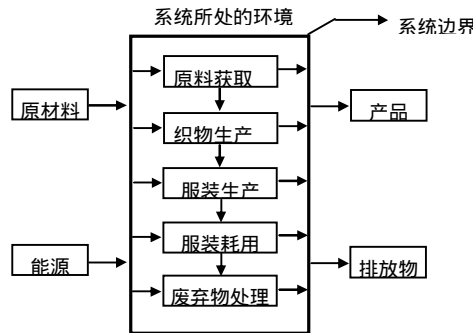 系统所处的环境
系统边界
原料获取
原材料
产品
织物生产
服装生产
服装耗用
能源
排放物
废弃物处理